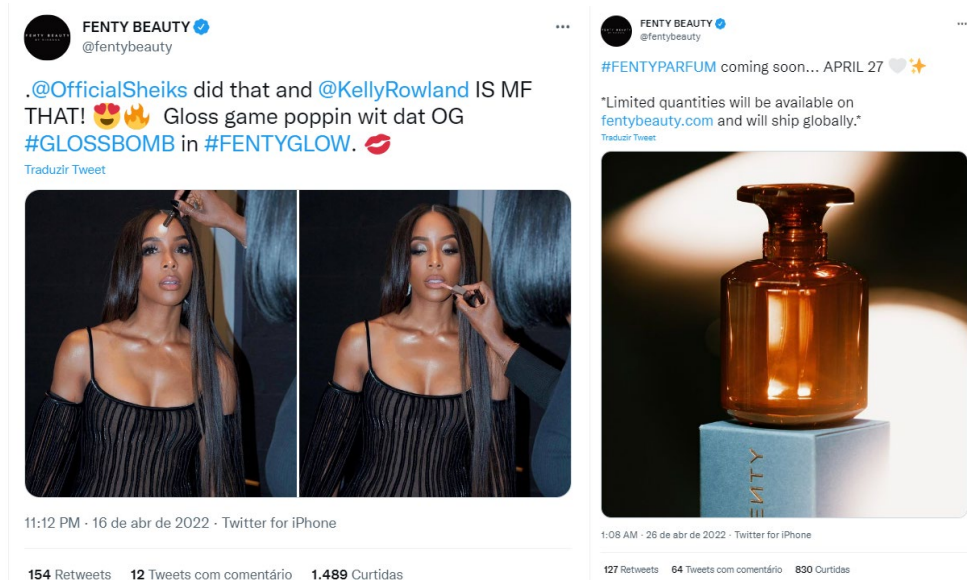 FENTY BEAUTY
@fentybeauty
.@OfficialSheiks did that and @KellyRowland IS MF
THAT! 😍🔥 Gloss game poppin wit dat OG
#GLOSSBOMB in #FENTYGLOW. 💋
Traduzir Tweet
11:12 PM · 16 de abr de 2022 · Twitter for iPhone
154 Retweets 12 Tweets com comentário 1.489 Curtidas
FENTY BEAUTY
@fentybeauty
#FENTYPARFUM coming soon... APRIL 27 🤍✨
*Limited quantities will be available on
fentybeauty.com and will ship globally.*
Traduzir Tweet
FENTY
1:08 AM · 26 de abr de 2022 · Twitter for iPhone
127 Retweets 64 Tweets com comentário 830 Curtidas